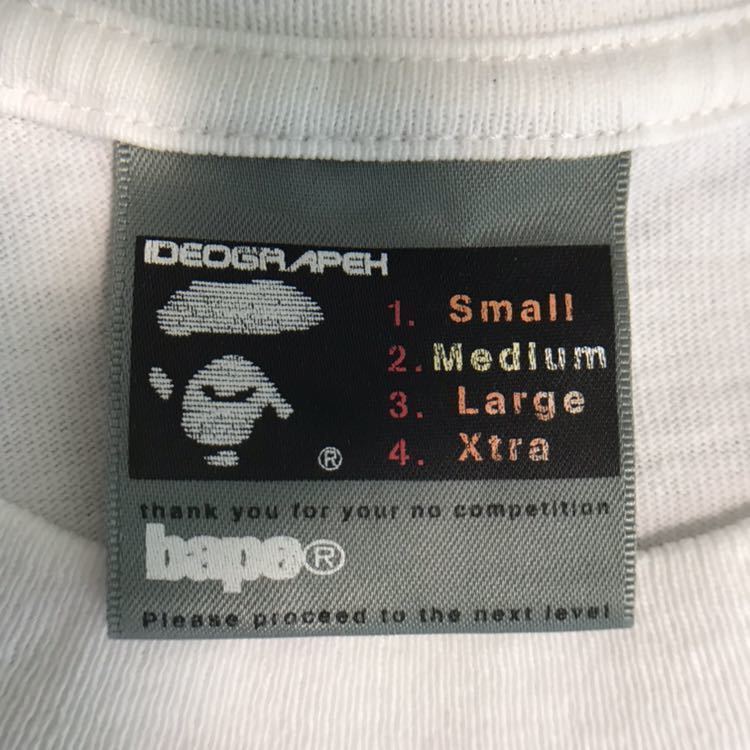 IDEOGRAPEH
1. Small
2. Medium
3. Large
4. Xtra
®
thank you for your no competition
bape®
Please proceed to the next level